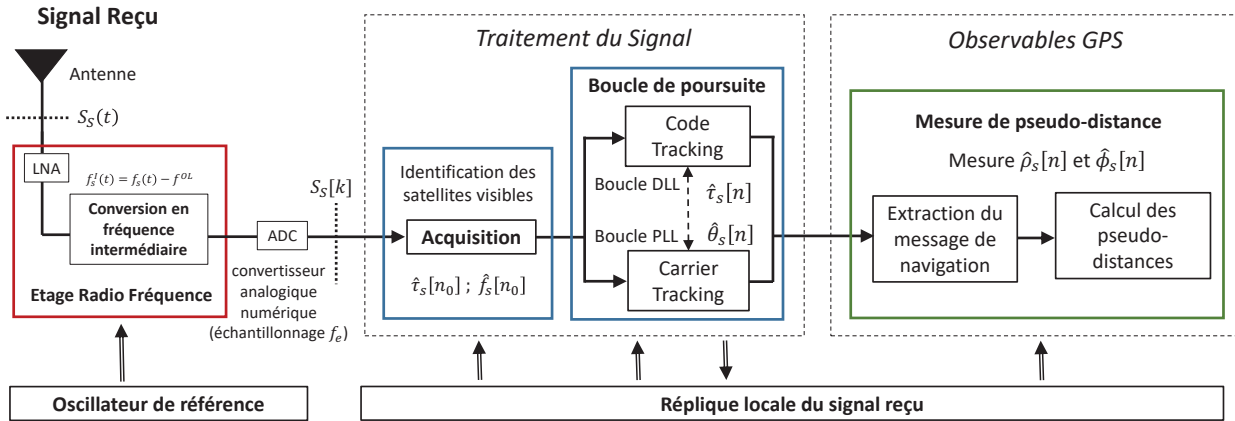 Signal Reçu
Antenne
S_S(t)
LNA
f_s^I(t) = f_s(t) − f^{OL}
Conversion en
fréquence
intermédiaire
Etage Radio Fréquence
ADC
S_S[k]
convertisseur
analogique
numérique
(échantillonnage f_e)
Oscillateur de référence
Traitement du Signal
Identification des
satellites visibles
Acquisition
τ̂_s[n_0] ; f̂_s[n_0]
Boucle de poursuite
Code
Tracking
Boucle DLL
τ̂_s[n]
Boucle PLL
θ̂_s[n]
Carrier
Tracking
Observables GPS
Mesure de pseudo-distance
Mesure ρ̂_s[n] et ϕ̂_s[n]
Extraction du
message de
navigation
Calcul des
pseudo-
distances
Réplique locale du signal reçu